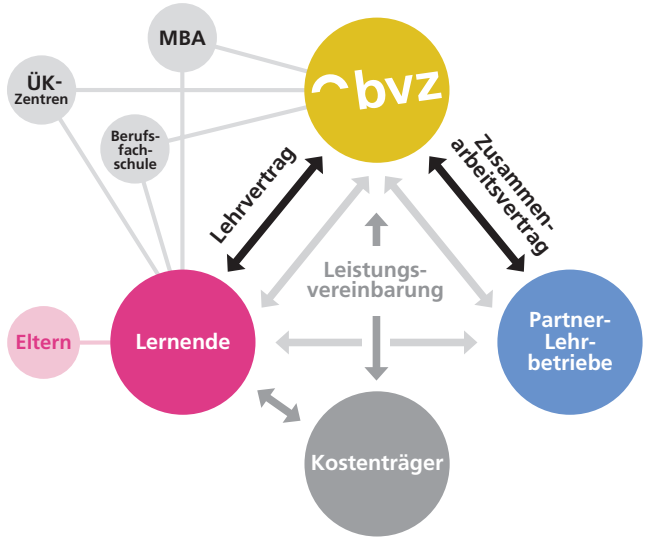 MBA
ÜK-
Zentren
Berufs-
fach-
schule
bvz
Lehrvertrag
Zusammen-
arbeitsvertrag
Leistungs-
vereinbarung
Eltern
Lernende
Partner-
Lehr-
betriebe
Kostenträger